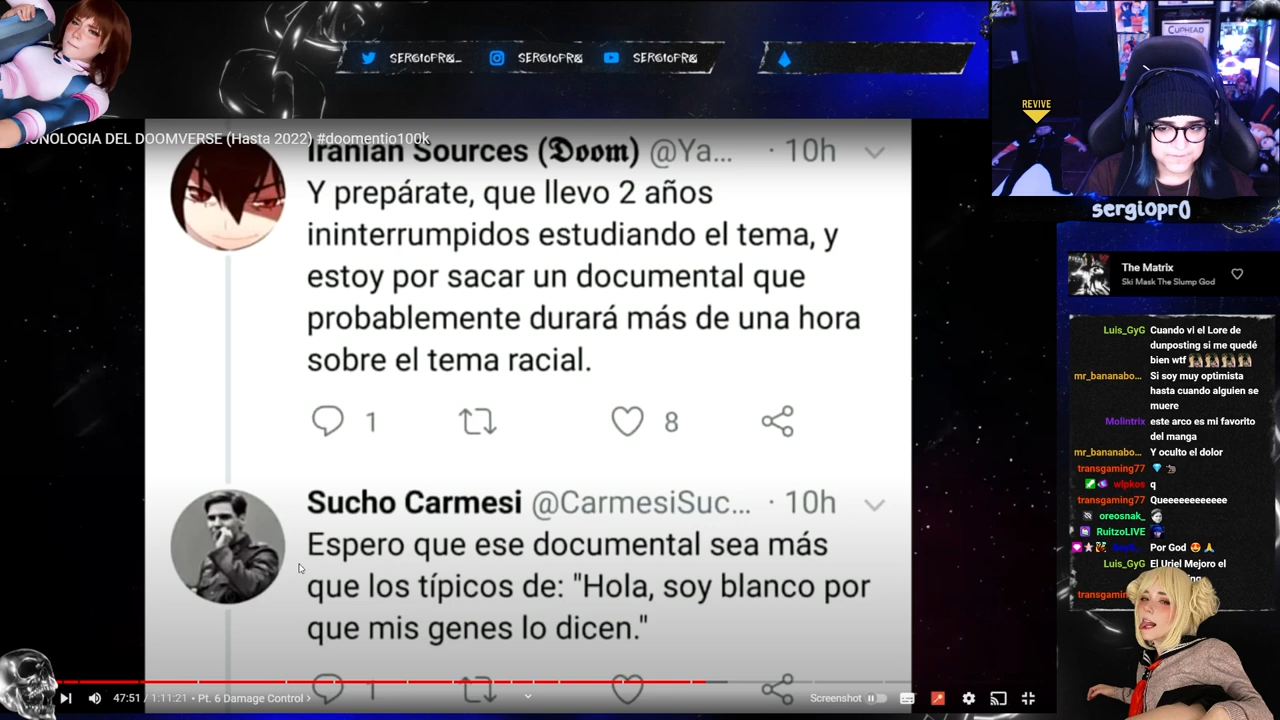 SERGIOPR0_
SERGIOPR0
SERGIOPR0
CUPHEAD
REVIVE
NOLOGIA DEL DOOMVERSE (Hasta 2022) #doomentio100k
Iranian Sources (𝕯𝖔𝖔𝖒) @Ya... · 10h
Y prepárate, que llevo 2 años
ininterrumpidos estudiando el tema, y
estoy por sacar un documental que
probablemente durará más de una hora
sobre el tema racial.
1
8
Sucho Carmesi @CarmesiSuc... · 10h
Espero que ese documental sea más
que los típicos de: "Hola, soy blanco por
que mis genes lo dicen."
1
47:51 / 1:11:21 • Pt. 6 Damage Control ›
Screenshot
sergiopr0
The Matrix
Ski Mask The Slump God
Luis_GyG Cuando vi el Lore de
dunposting si me quedé
bien wtf
mr_bananabo... Si soy muy optimista
hasta cuando alguien se
muere
Molintrix este arco es mi favorito
del manga
mr_bananabo... Y oculto el dolor
transgaming77
wipkos q
transgaming77 Queeeeeeeeeeee
oreosnak_
RuitzoLIVE
Por God
Luis_GyG El Uriel Mejoro el
transgamin